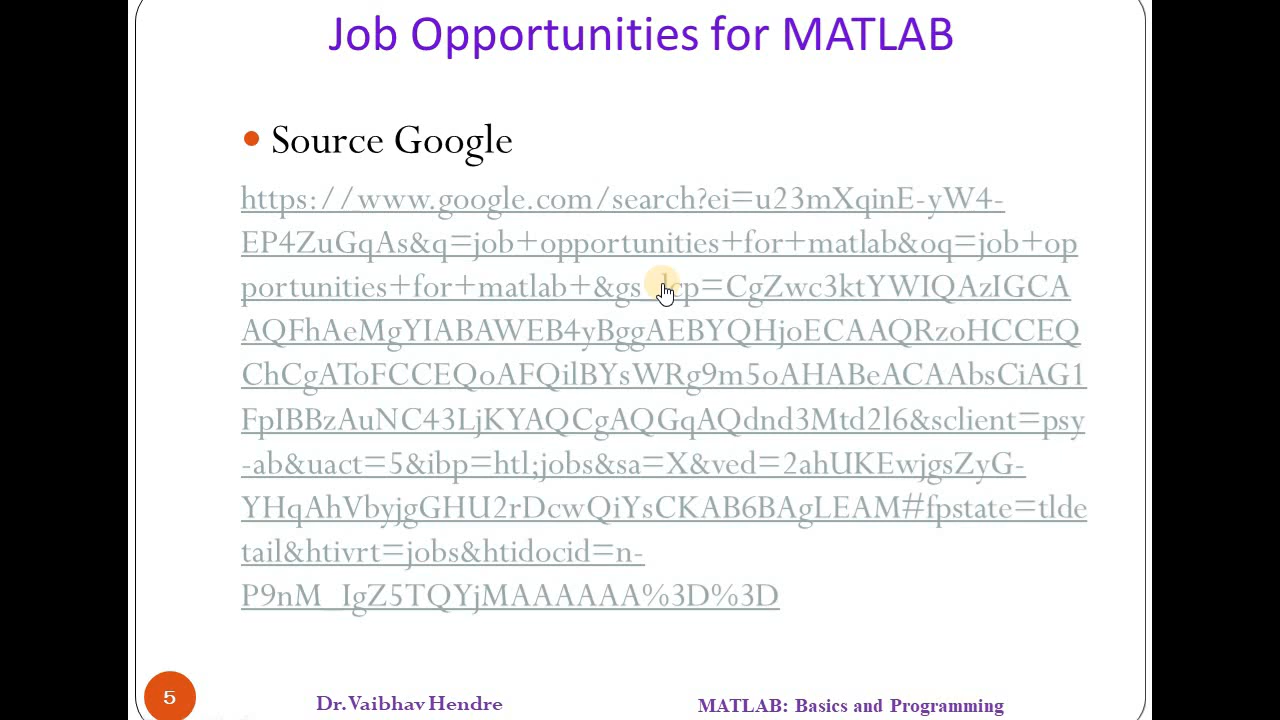 Job Opportunities for MATLAB
Source Google
https://www.google.com/search?ei=u23mXqinE-yW4-
EP4ZuGqAs&q=job+opportunities+for+matlab&oq=job+op
portunities+for+matlab+&gs_lcp=CgZwc3ktYWIQAzIGCA
AQFhAeMgYIABAWEB4yBggAEBYQHjoECAAQRzoHCCEQ
ChCgAToFCCEQoAFQilBYsWRg9m5oAHABeACAAbsCiAG1
FpIBBzAuNC43LjKYAQCgAQGqAQdnd3Mtd2l6&sclient=psy
-ab&uact=5&ibp=htl;jobs&sa=X&ved=2ahUKEwjgsZyG-
YHqAhVbyjgGHU2rDcwQiYsCKAB6BAgLEAM#fpstate=tlde
tail&htivrt=jobs&htidocid=n-
P9nM_IgZ5TQYjMAAAAAA%3D%3D
5
Dr.Vaibhav Hendre
MATLAB: Basics and Programming